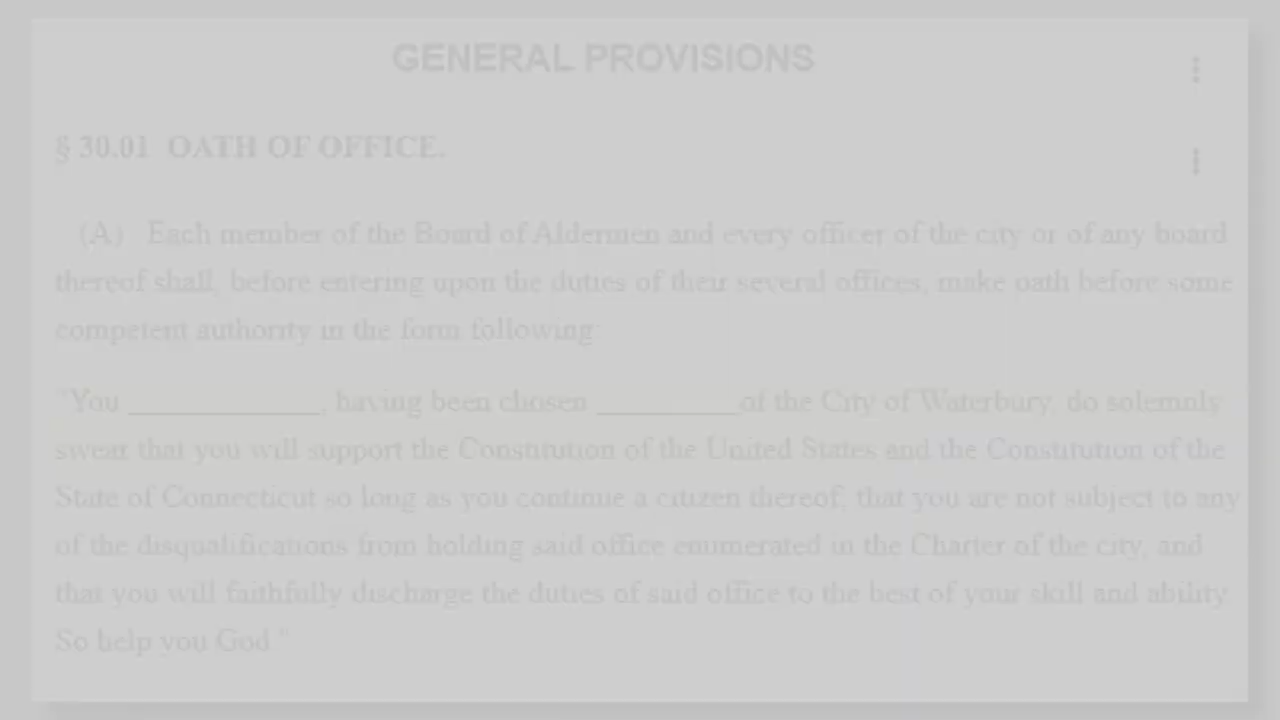 GENERAL PROVISIONS
§ 30.01 OATH OF OFFICE.
(A) Each member of the Board of Aldermen and every officer of the city or of any board
thereof shall, before entering upon the duties of their several offices, make oath before some
competent authority in the form following:
"You ____________, having been chosen _________of the City of Waterbury, do solemnly
swear that you will support the Constitution of the United States and the Constitution of the
State of Connecticut so long as you continue a citizen thereof; that you are not subject to any
of the disqualifications from holding said office enumerated in the Charter of the city, and
that you will faithfully discharge the duties of said office to the best of your skill and ability.
So help you God."